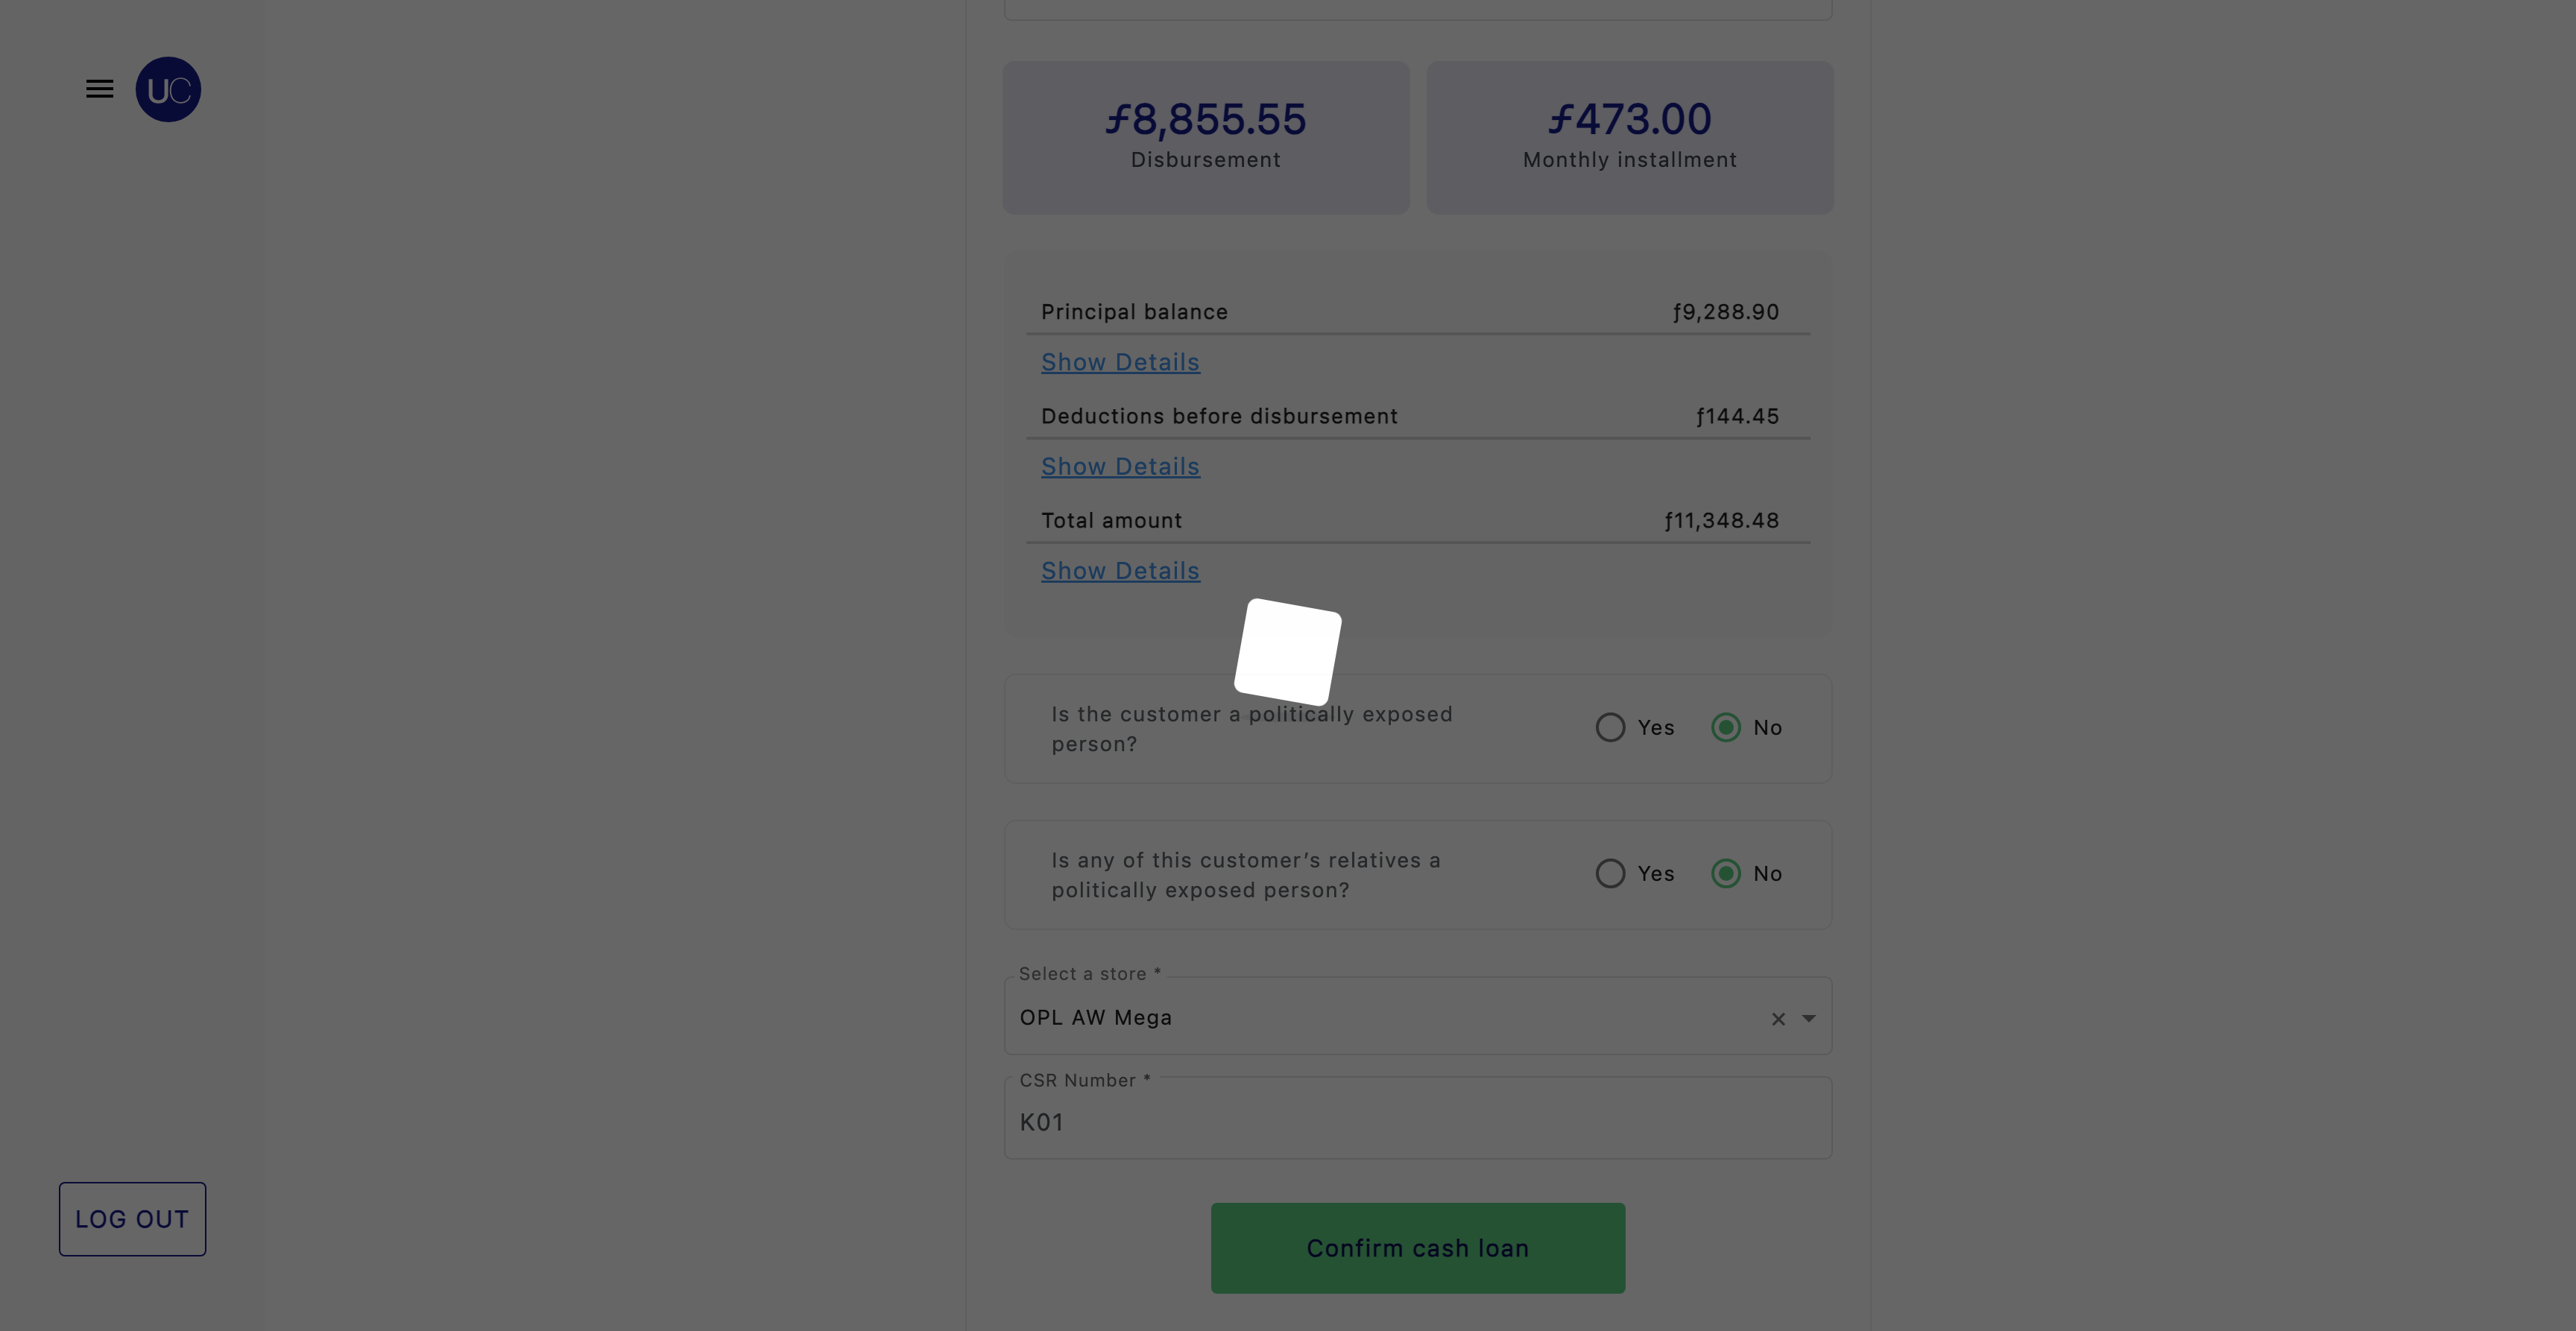 UC
ƒ8,855.55
Disbursement
ƒ473.00
Monthly installment
Principal balance ƒ9,288.90
Show Details
Deductions before disbursement ƒ144.45
Show Details
Total amount ƒ11,348.48
Show Details
Is the customer a politically exposed
person?
Yes No
Is any of this customer’s relatives a
politically exposed person?
Yes No
Select a store *
OPL AW Mega
CSR Number *
K01
LOG OUT
Confirm cash loan